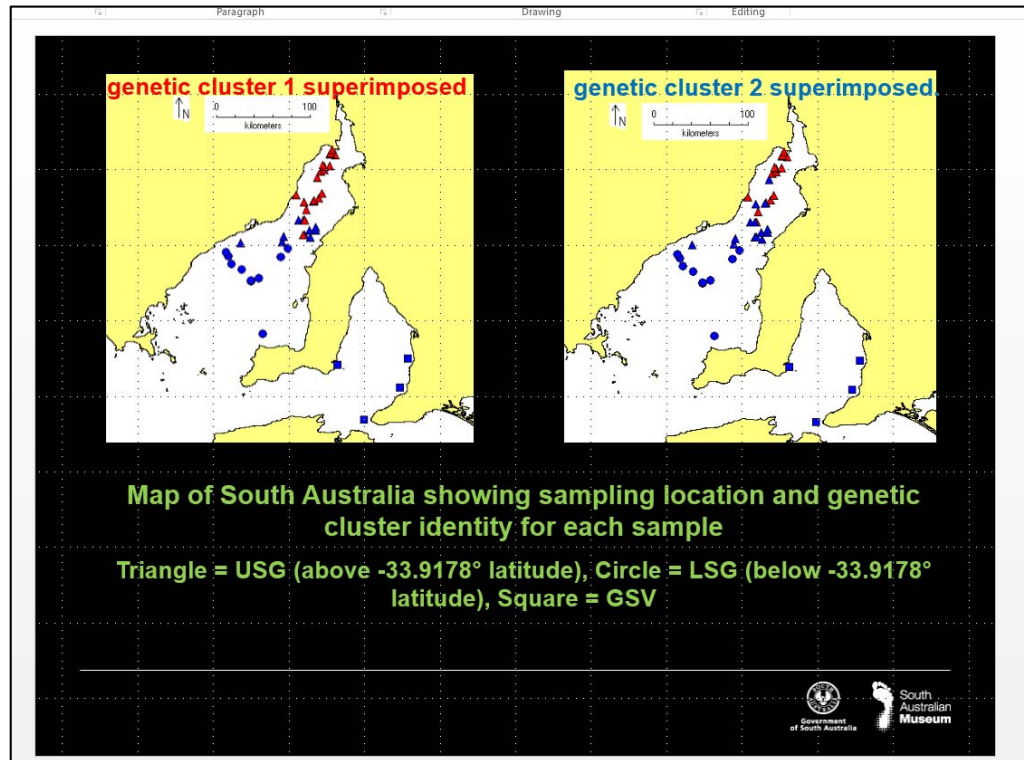 Paragraph
Drawing
Editing
genetic cluster 1 superimposed
genetic cluster 2 superimposed.
N
0
100
kilometers
N
0
100
kilometers
Map of South Australia showing sampling location and genetic
cluster identity for each sample
Triangle = USG (above -33.9178° latitude), Circle = LSG (below -33.9178°
latitude), Square = GSV
Government
of South Australia
South
Australian
Museum